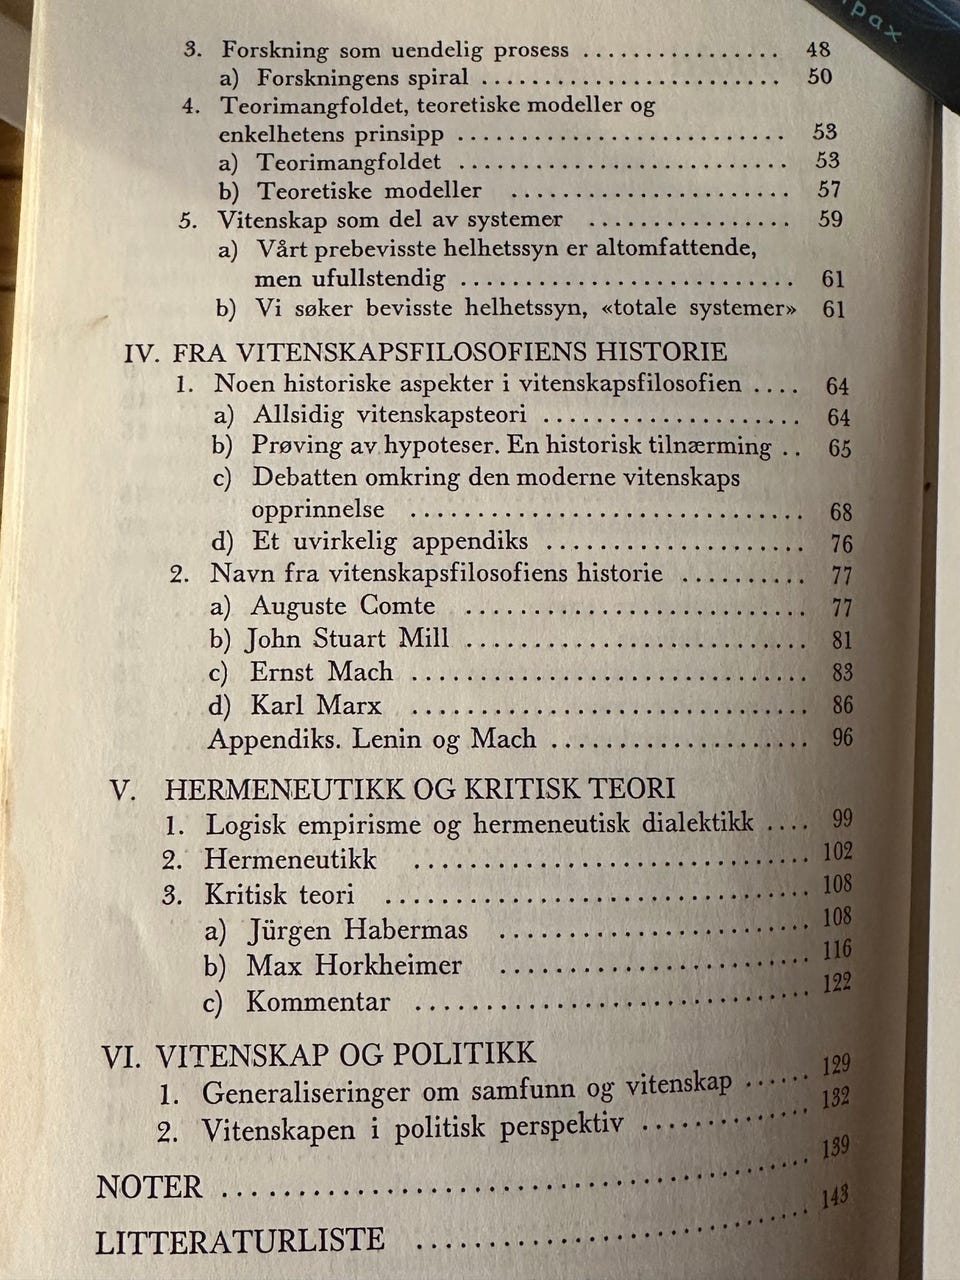 pax
3. Forskning som uendelig prosess ............... 48
a) Forskningens spiral ....................... 50
4. Teorimangfoldet, teoretiske modeller og
enkelhetens prinsipp ......................... 53
a) Teorimangfoldet ......................... 53
b) Teoretiske modeller ..................... 57
5. Vitenskap som del av systemer ................ 59
a) Vårt prebevisste helhetssyn er altomfattende,
men ufullstendig ......................... 61
b) Vi søker bevisste helhetssyn, «totale systemer» 61
IV. FRA VITENSKAPSFILOSOFIENS HISTORIE
1. Noen historiske aspekter i vitenskapsfilosofien .... 64
a) Allsidig vitenskapsteori .................... 64
b) Prøving av hypoteser. En historisk tilnærming .. 65
c) Debatten omkring den moderne vitenskaps
opprinnelse .............................. 68
d) Et uvirkelig appendiks .................... 76
2. Navn fra vitenskapsfilosofiens historie .......... 77
a) Auguste Comte .......................... 77
b) John Stuart Mill .......................... 81
c) Ernst Mach .............................. 83
d) Karl Marx .............................. 86
Appendiks. Lenin og Mach .................... 96
V. HERMENEUTIKK OG KRITISK TEORI
1. Logisk empirisme og hermeneutisk dialektikk .... 99
2. Hermeneutikk .............................. 102
3. Kritisk teori ................................ 108
a) Jürgen Habermas ........................ 108
b) Max Horkheimer ........................ 116
c) Kommentar .............................. 122
VI. VITENSKAP OG POLITIKK
1. Generaliseringer om samfunn og vitenskap ...... 129
2. Vitenskapen i politisk perspektiv ............. 132
NOTER ........................................ 139
LITTERATURLISTE ............................ 143